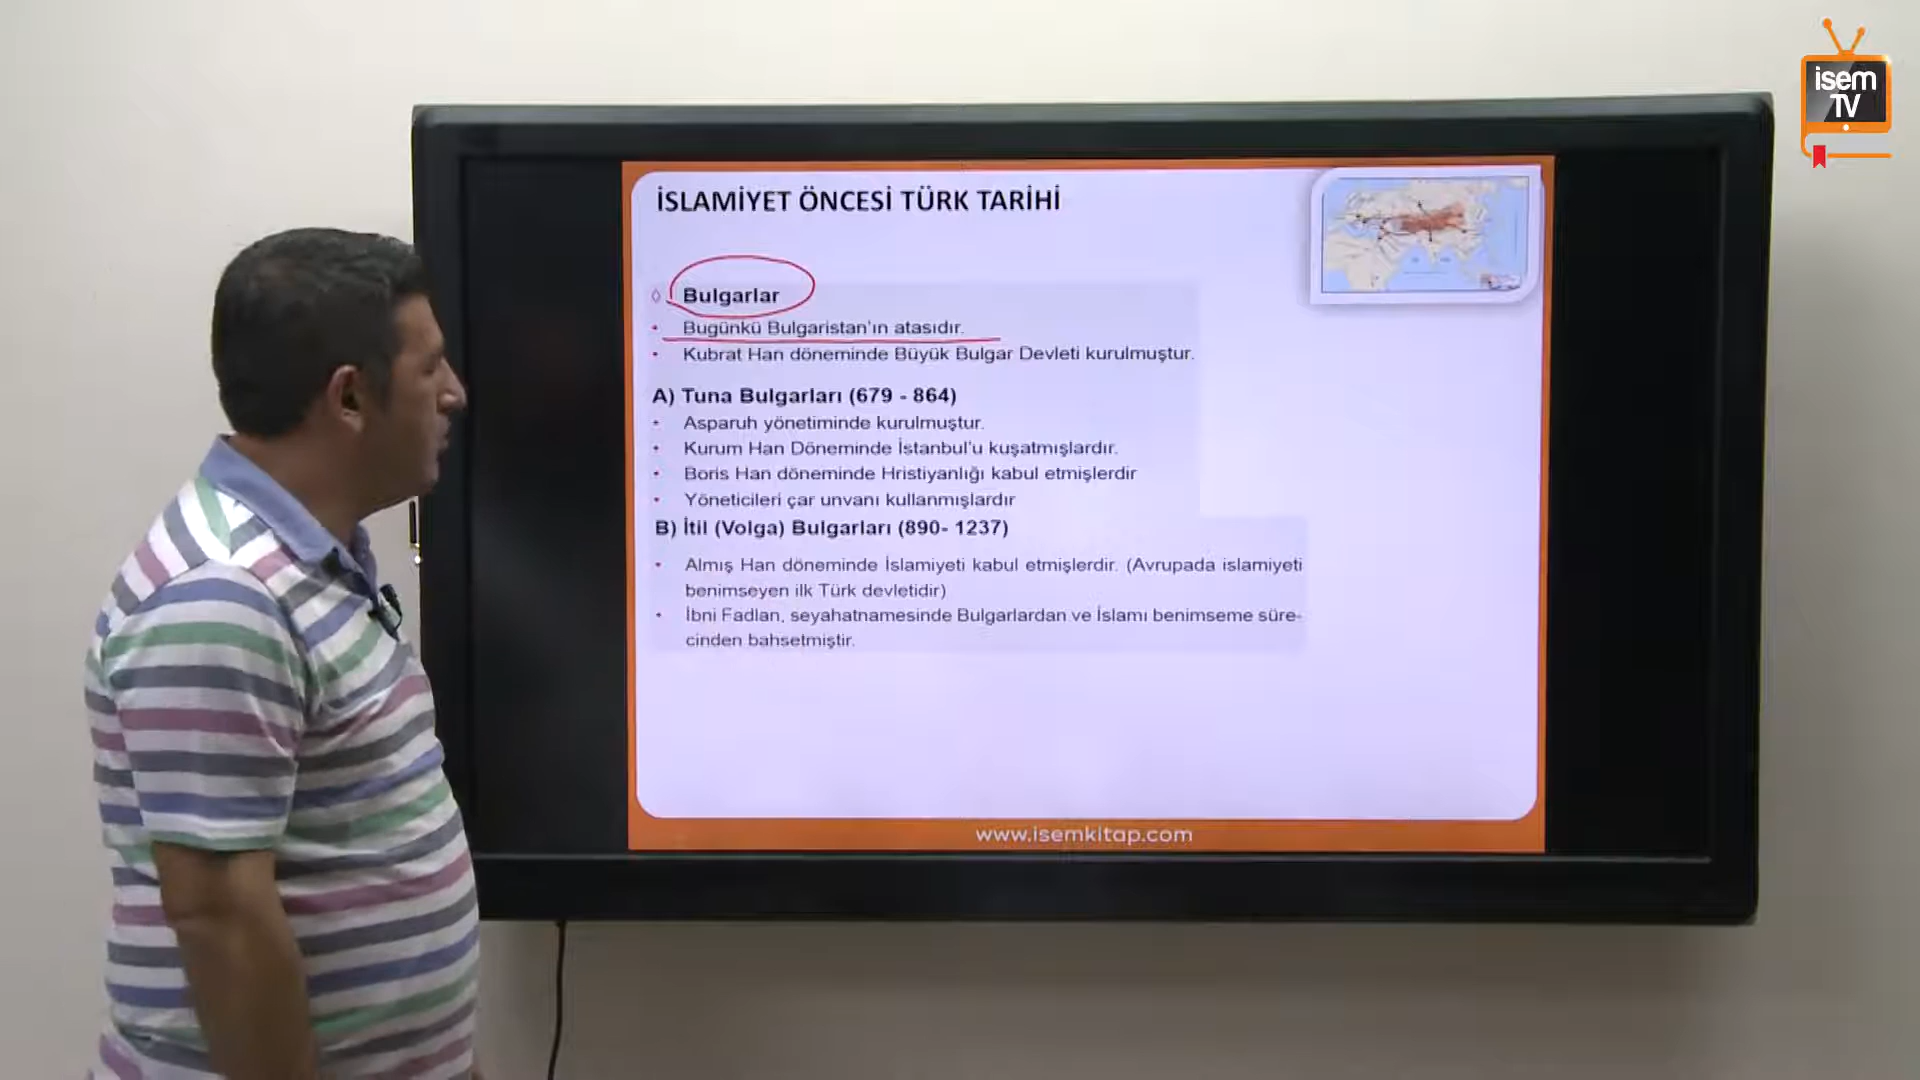 isem
TV
İSLAMİYET ÖNCESİ TÜRK TARİHİ
Bulgarlar
Bugünkü Bulgaristan'ın atasıdır.
Kubrat Han döneminde Büyük Bulgar Devleti kurulmuştur.
A) Tuna Bulgarları (679 - 864)
Asparuh yönetiminde kurulmuştur.
Kurum Han Döneminde İstanbul'u kuşatmışlardır.
Boris Han döneminde Hristiyanlığı kabul etmişlerdir
Yöneticileri çar unvanı kullanmışlardır
B) İtil (Volga) Bulgarları (890- 1237)
Almış Han döneminde İslamiyeti kabul etmişlerdir. (Avrupada islamiyeti
benimseyen ilk Türk devletidir)
İbni Fadlan, seyahatnamesinde Bulgarlardan ve İslamı benimseme süre-
cinden bahsetmiştir.
www.isemkitap.com